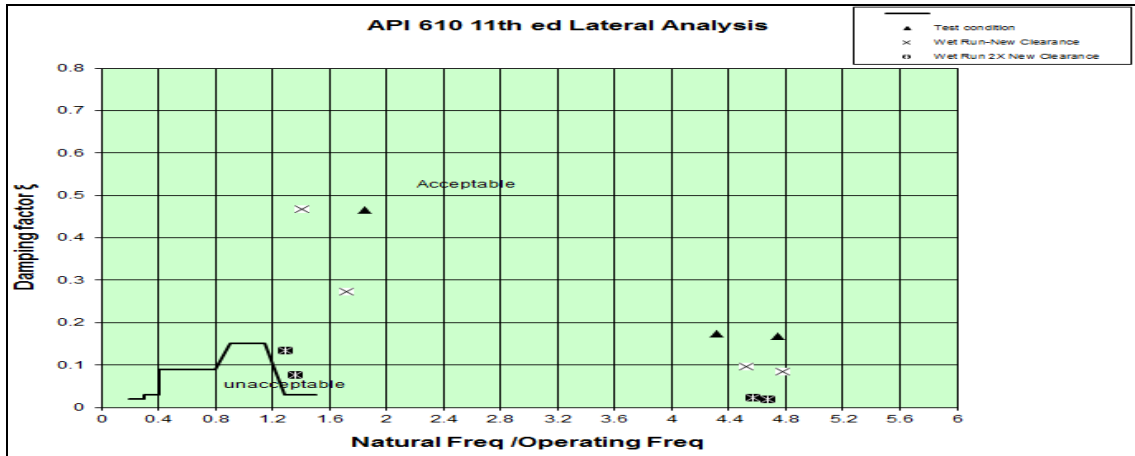 API 610 11th ed Lateral Analysis
Test condition
Wet Run-New Clearance
Wet Run 2X New Clearance
0.8
0.7
0.6
0.5
0.4
0.3
0.2
0.1
0
Damping factor ξ
Acceptable
unacceptable
0 0.4 0.8 1.2 1.6 2 2.4 2.8 3.2 3.6 4 4.4 4.8 5.2 5.6 6
Natural Freq /Operating Freq